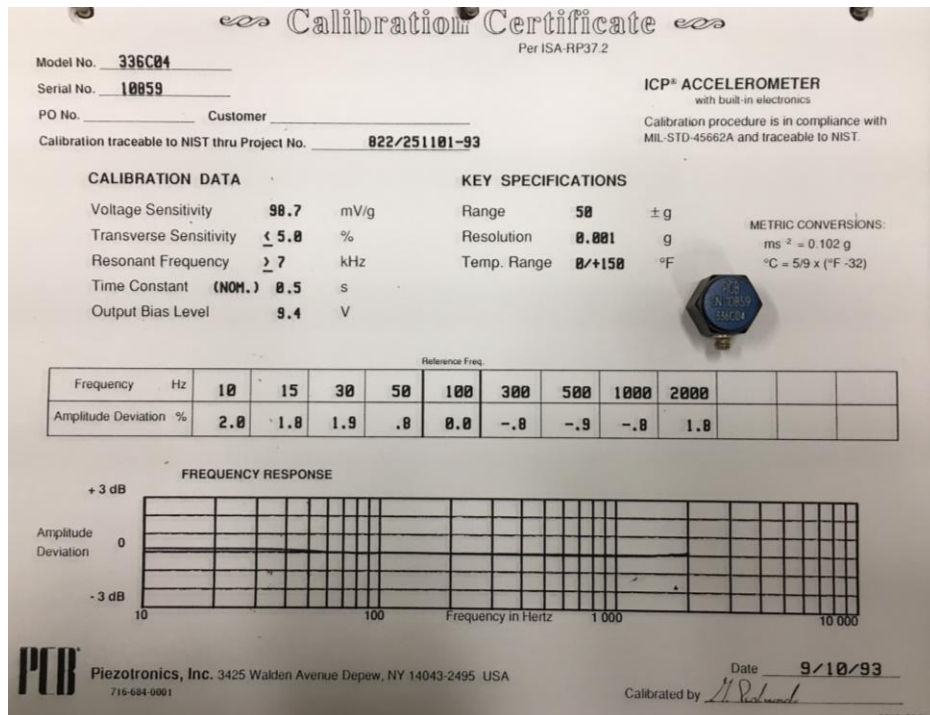 Calibration Certificate
Per ISA-RP37.2
Model No. 336C04
Serial No. 10859
PO No. Customer
Calibration traceable to NIST thru Project No. 822/251101-93
ICP® ACCELEROMETER
with built-in electronics
Calibration procedure is in compliance with
MIL-STD-45662A and traceable to NIST.
CALIBRATION DATA
Voltage Sensitivity 98.7 mV/g
Transverse Sensitivity < 5.0 %
Resonant Frequency > 7 kHz
Time Constant (NOM.) 0.5 s
Output Bias Level 9.4 V
KEY SPECIFICATIONS
Range 50 ± g
Resolution 0.001 g
Temp. Range 0/+150 °F
METRIC CONVERSIONS:
ms ⁻² = 0.102 g
°C = 5/9 x (°F -32)
PCB
N 10859
336C04
Reference Freq.
Frequency Hz 10 15 30 50 100 300 500 1000 2000
Amplitude Deviation % 2.0 1.8 1.9 .8 0.0 -.8 -.9 -.8 1.8
FREQUENCY RESPONSE
+ 3 dB
Amplitude
Deviation
0
- 3 dB
10 100 Frequency in Hertz 1 000 10 000
PCB Piezotronics, Inc. 3425 Walden Avenue Depew, NY 14043-2495 USA
716-684-0001
Date 9/10/93
Calibrated by